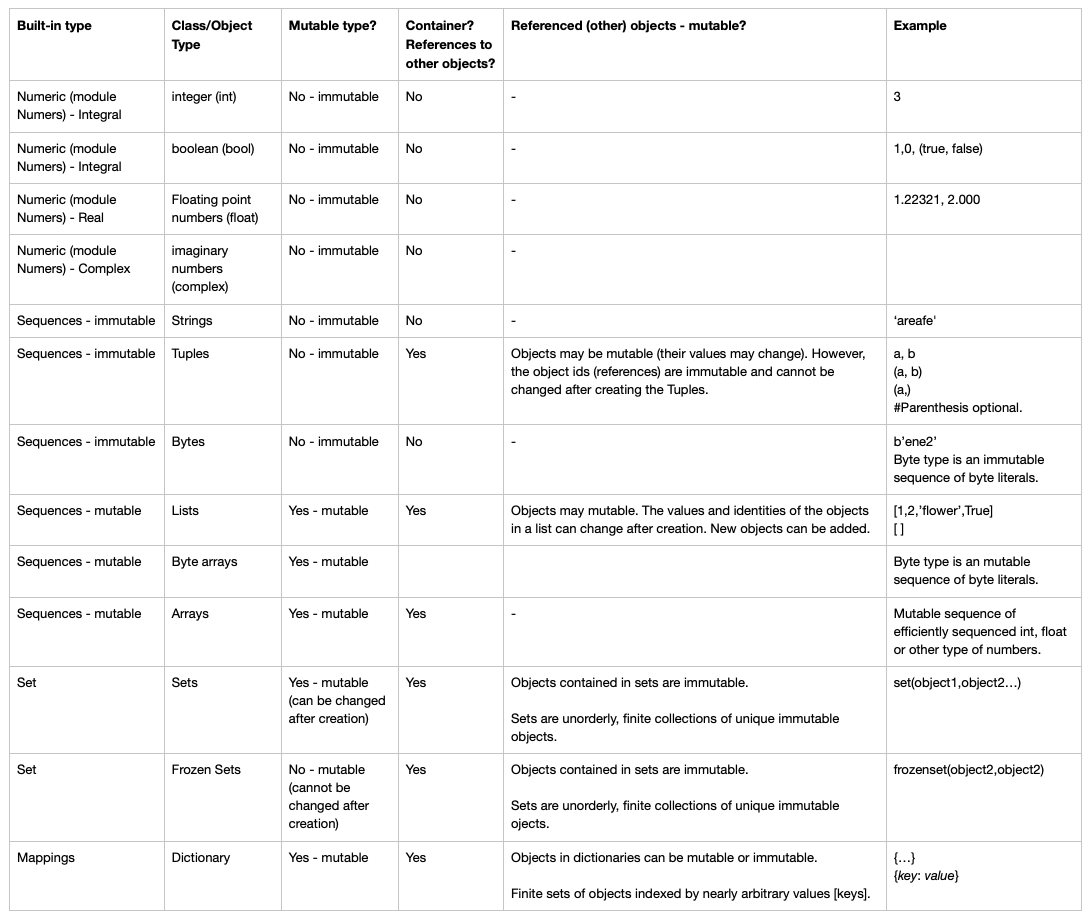 Built-in type
Class/Object
Type
Mutable type?
Container?
References to
other objects?
Referenced (other) objects - mutable?
Example
Numeric (module
Numers) - Integral
integer (int)
No - immutable
No
-
3
Numeric (module
Numers) - Integral
boolean (bool)
No - immutable
No
-
1,0, (true, false)
Numeric (module
Numers) - Real
Floating point
numbers (float)
No - immutable
No
-
1.22321, 2.000
Numeric (module
Numers) - Complex
imaginary
numbers
(complex)
No - immutable
No
-
Sequences - immutable
Strings
No - immutable
No
-
‘areafe'
Sequences - immutable
Tuples
No - immutable
Yes
Objects may be mutable (their values may change). However,
the object ids (references) are immutable and cannot be
changed after creating the Tuples.
a, b
(a, b)
(a,)
#Parenthesis optional.
Sequences - immutable
Bytes
No - immutable
No
-
b’ene2’
Byte type is an immutable
sequence of byte literals.
Sequences - mutable
Lists
Yes - mutable
Yes
Objects may mutable. The values and identities of the objects
in a list can change after creation. New objects can be added.
[1,2,’flower’,True]
[ ]
Sequences - mutable
Byte arrays
Yes - mutable
Byte type is an mutable
sequence of byte literals.
Sequences - mutable
Arrays
Yes - mutable
Yes
-
Mutable sequence of
efficiently sequenced int, float
or other type of numbers.
Set
Sets
Yes - mutable
(can be changed
after creation)
Yes
Objects contained in sets are immutable.
Sets are unorderly, finite collections of unique immutable
objects.
set(object1,object2…)
Set
Frozen Sets
No - mutable
(cannot be
changed after
creation)
Yes
Objects contained in sets are immutable.
Sets are unorderly, finite collections of unique immutable
ojects.
frozenset(object2,object2)
Mappings
Dictionary
Yes - mutable
Yes
Objects in dictionaries can be mutable or immutable.
Finite sets of objects indexed by nearly arbitrary values [keys].
{…}
{key: value}